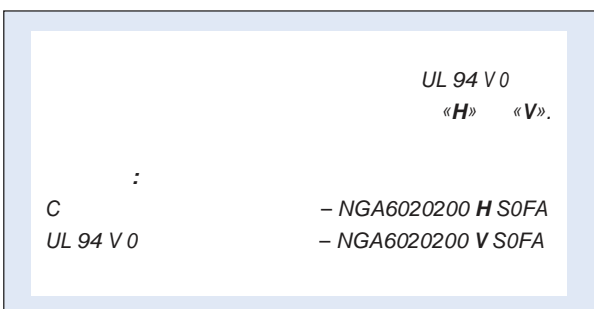 UL 94 V 0
«H» «V».
:
C – NGA6020200 H S0FA
UL 94 V 0 – NGA6020200 V S0FA